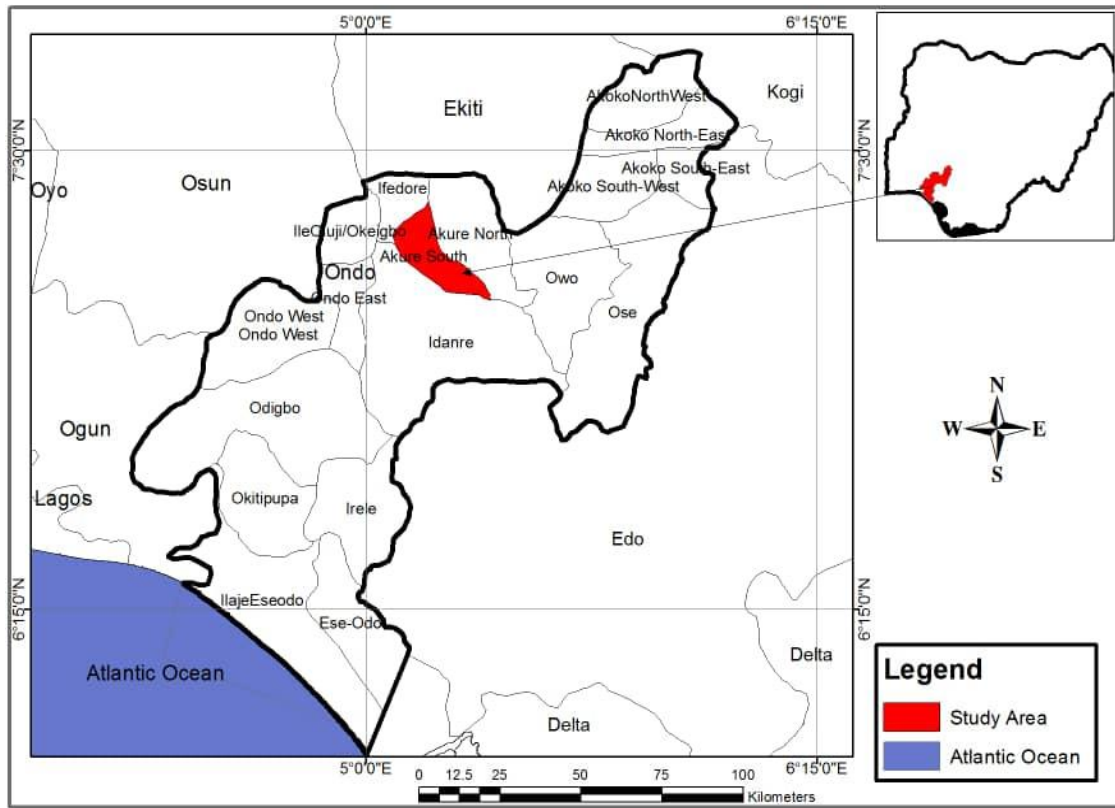 5°0'0"E
6°15'0"E
Kogi
Ekiti
AkokoNorthWest
Akoko North-East
7°30'0"N
7°30'0"N
Akoko South-East
Akoko South-West
Oyo
Osun
Ifedore
IleOluji/Okeigbo
Akure North
Akure South
Ondo
Owo
Ondo East
Ose
Ondo West
Ondo West
Idanre
N
W
E
S
Odigbo
Ogun
Lagos
Okitipupa
Irele
Edo
IlajeEseodo
6°15'0"N
6°15'0"N
Ese-Odo
Delta
Atlantic Ocean
Delta
Legend
Study Area
Atlantic Ocean
5°0'0"E
6°15'0"E
0 12.5 25 50 75 100
Kilometers